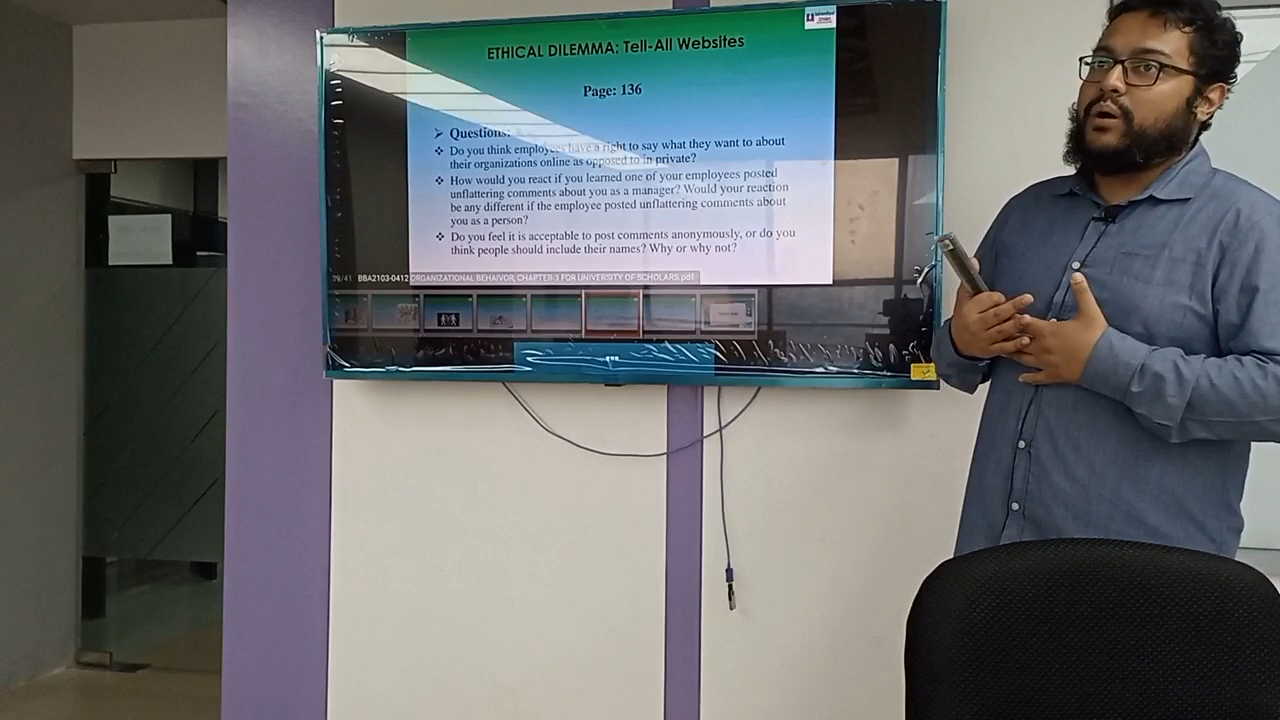 ETHICAL DILEMMA: Tell-All Websites
Page: 136
➢ Questions:
❖ Do you think employees have a right to say what they want to about
their organizations online as opposed to in private?
❖ How would you react if you learned one of your employees posted
unflattering comments about you as a manager? Would your reaction
be any different if the employee posted unflattering comments about
you as a person?
❖ Do you feel it is acceptable to post comments anonymously, or do you
think people should include their names? Why or why not?
BBA2103-0412 ORGANIZATIONAL BEHAIVOR, CHAPTER-3 FOR UNIVERSITY OF SCHOLARS.pdf